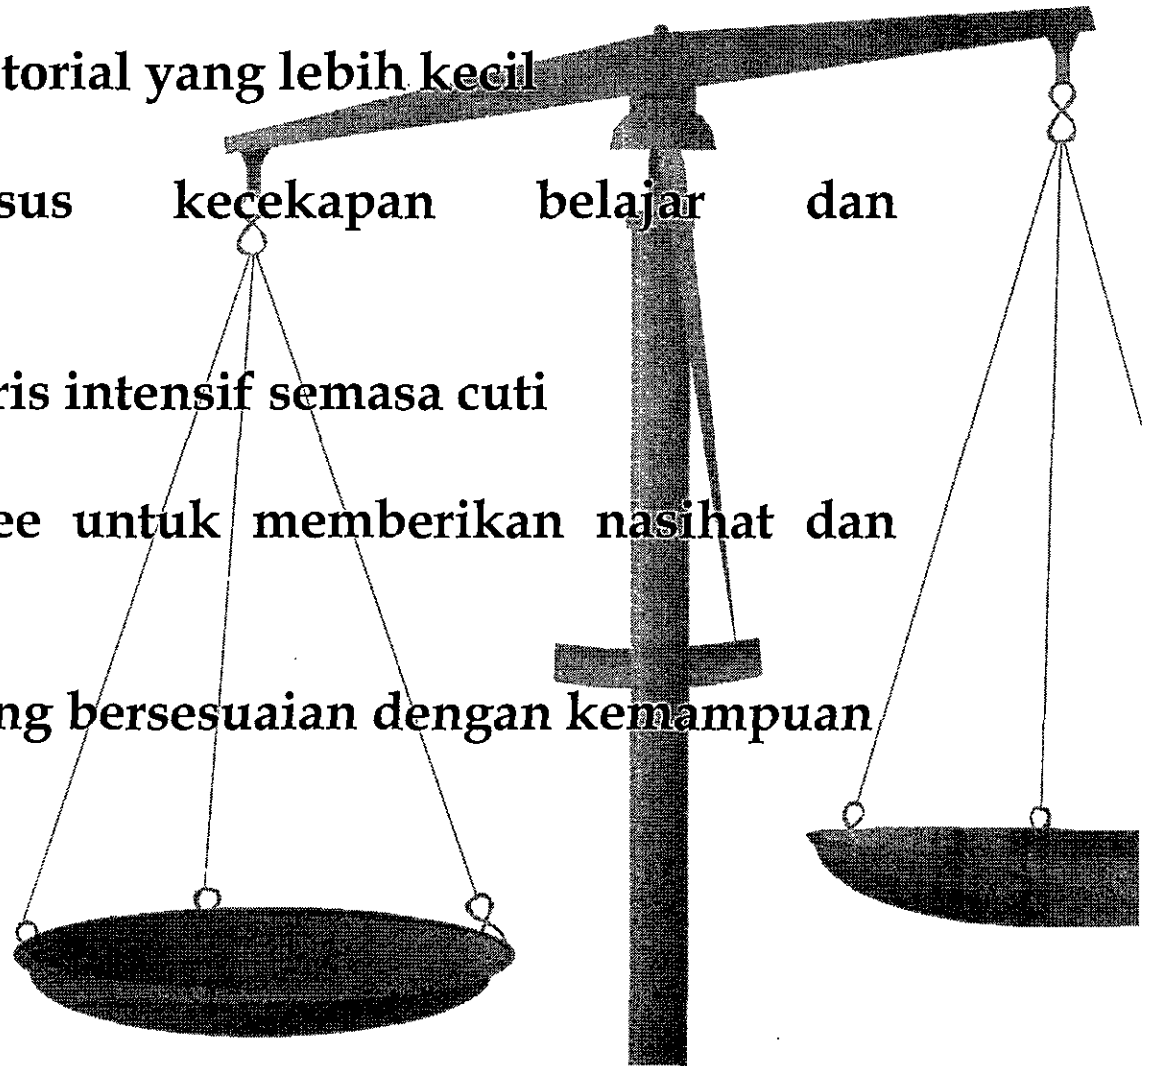 torial yang lebih kecil
sus kecekapan belajar dan
ris intensif semasa cuti
ee untuk memberikan nasihat dan
ng bersesuaian dengan kemampuan